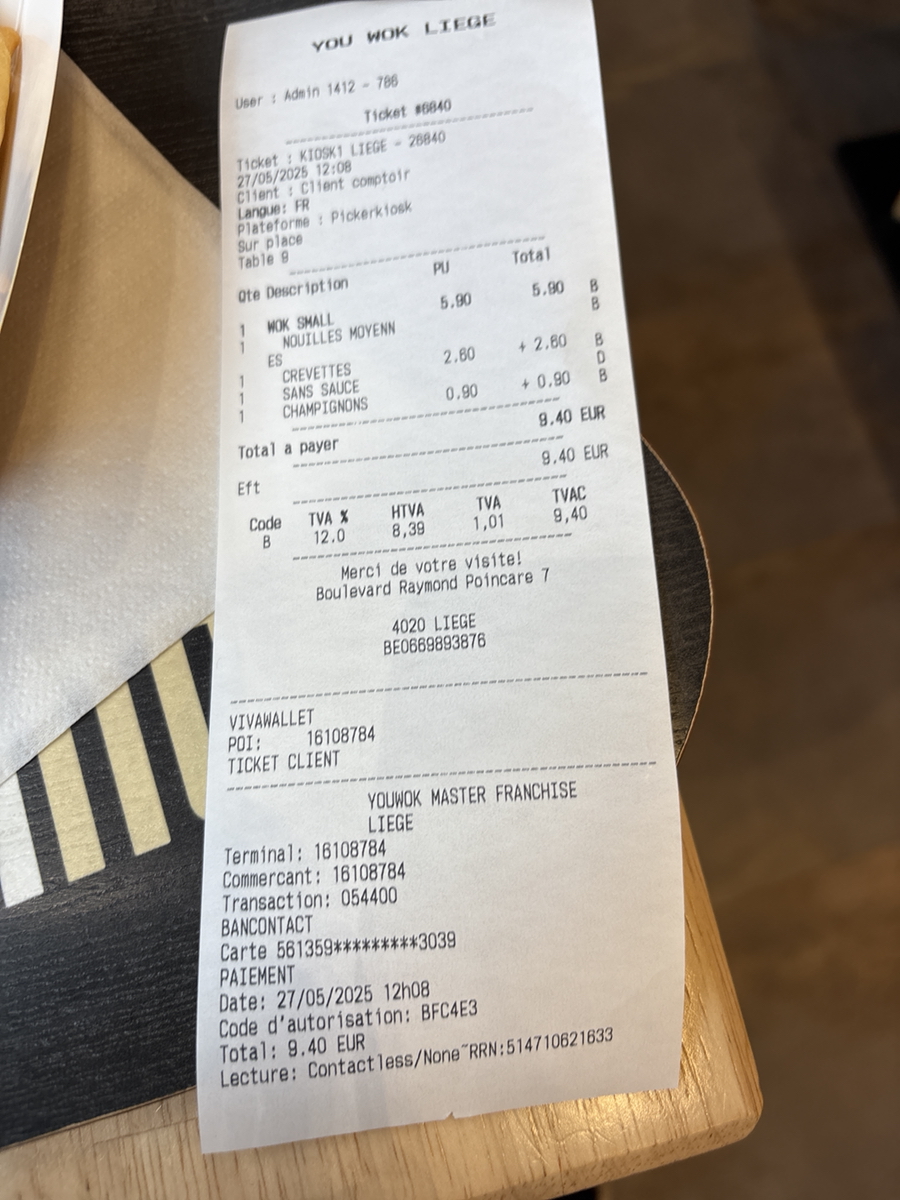 YOU WOK LIEGE
User : Admin 1412 - 786
Ticket #6840
Ticket : KIOSK1 LIEGE - 26840
27/05/2025 12:08
Client : Client comptoir
Langue: FR
Plateforme : Pickerkiosk
Sur place
Table 9
Qte Description PU Total
1 WOK SMALL 5.90 5.90 B
1 NOUILLES MOYENN B
ES
1 CREVETTES 2.60 + 2.60 B
1 SANS SAUCE D
1 CHAMPIGNONS 0.90 + 0.90 B
Total a payer 9.40 EUR
Eft 9.40 EUR
Code TVA % HTVA TVA TVAC
B 12.0 8,39 1,01 9,40
Merci de votre visite!
Boulevard Raymond Poincare 7
4020 LIEGE
BE0669893876
VIVAWALLET
POI: 16108784
TICKET CLIENT
YOUWOK MASTER FRANCHISE
LIEGE
Terminal: 16108784
Commercant: 16108784
Transaction: 054400
BANCONTACT
Carte 561359*********3039
PAIEMENT
Date: 27/05/2025 12h08
Code d'autorisation: BFC4E3
Total: 9.40 EUR
Lecture: Contactless/None~RRN:514710621633